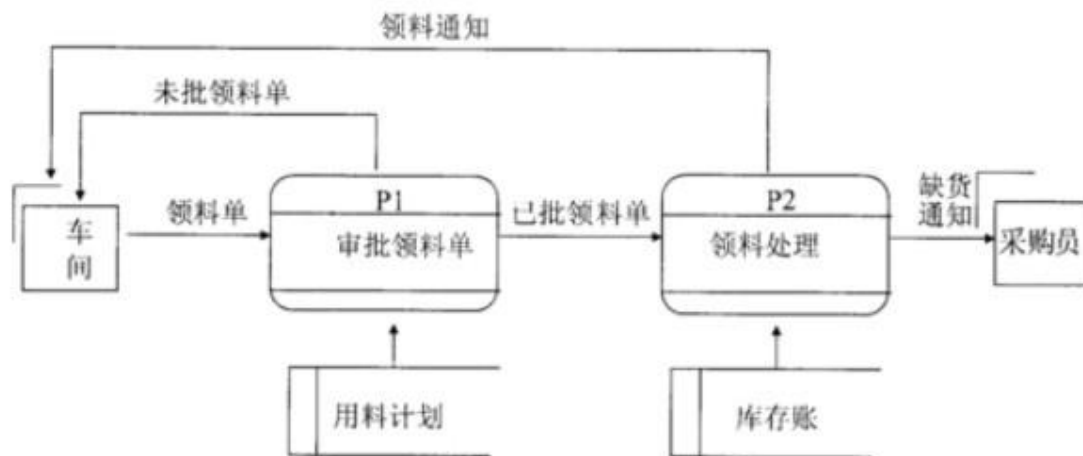 领料通知
未批领料单
车间
领料单
P1
审批领料单
已批领料单
P2
领料处理
缺货
通知
采购员
用料计划
库存账